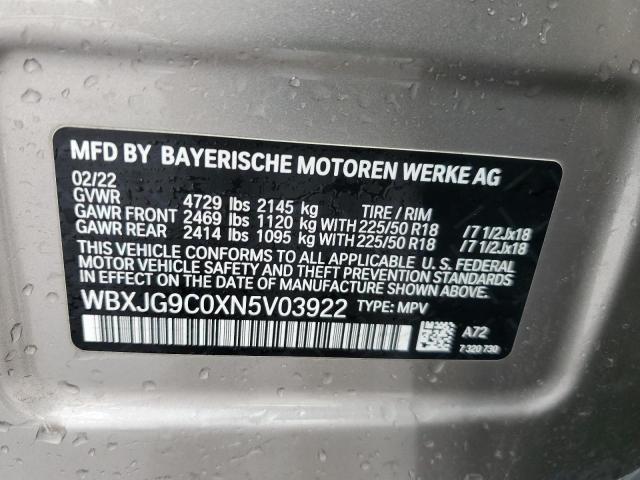 MFD BY BAYERISCHE MOTOREN WERKE AG
02/22
GVWR 4729 lbs 2145 kg TIRE / RIM
GAWR FRONT 2469 lbs 1120 kg WITH 225/50 R18 /7 1/2Jx18
GAWR REAR 2414 lbs 1095 kg WITH 225/50 R18 /7 1/2Jx18
THIS VEHICLE CONFORMS TO ALL APPLICABLE U. S. FEDERAL
MOTOR VEHICLE SAFETY AND THEFT PREVENTION STANDARDS
IN EFFECT ON THE DATE OF MANUFACTURE SHOWN ABOVE.
WBXJG9C0XN5V03922 TYPE: MPV
A72
7 320 730